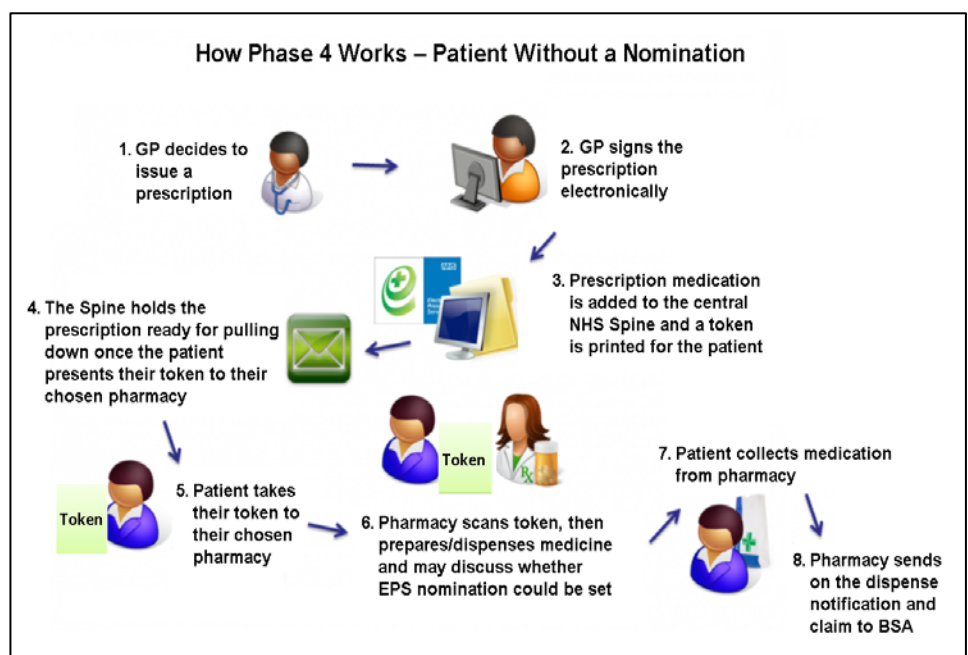 How Phase 4 Works – Patient Without a Nomination
1. GP decides to
issue a
prescription
2. GP signs the
prescription
electronically
NHS
3. Prescription medication
is added to the central
NHS Spine and a token
is printed for the patient
4. The Spine holds the
prescription ready for pulling
down once the patient
presents their token to their
chosen pharmacy
Token
5. Patient takes
their token to
their chosen
pharmacy
Token
Rx
6. Pharmacy scans token, then
prepares/dispenses medicine
and may discuss whether
EPS nomination could be set
7. Patient collects medication
from pharmacy
8. Pharmacy sends
on the dispense
notification and
claim to BSA